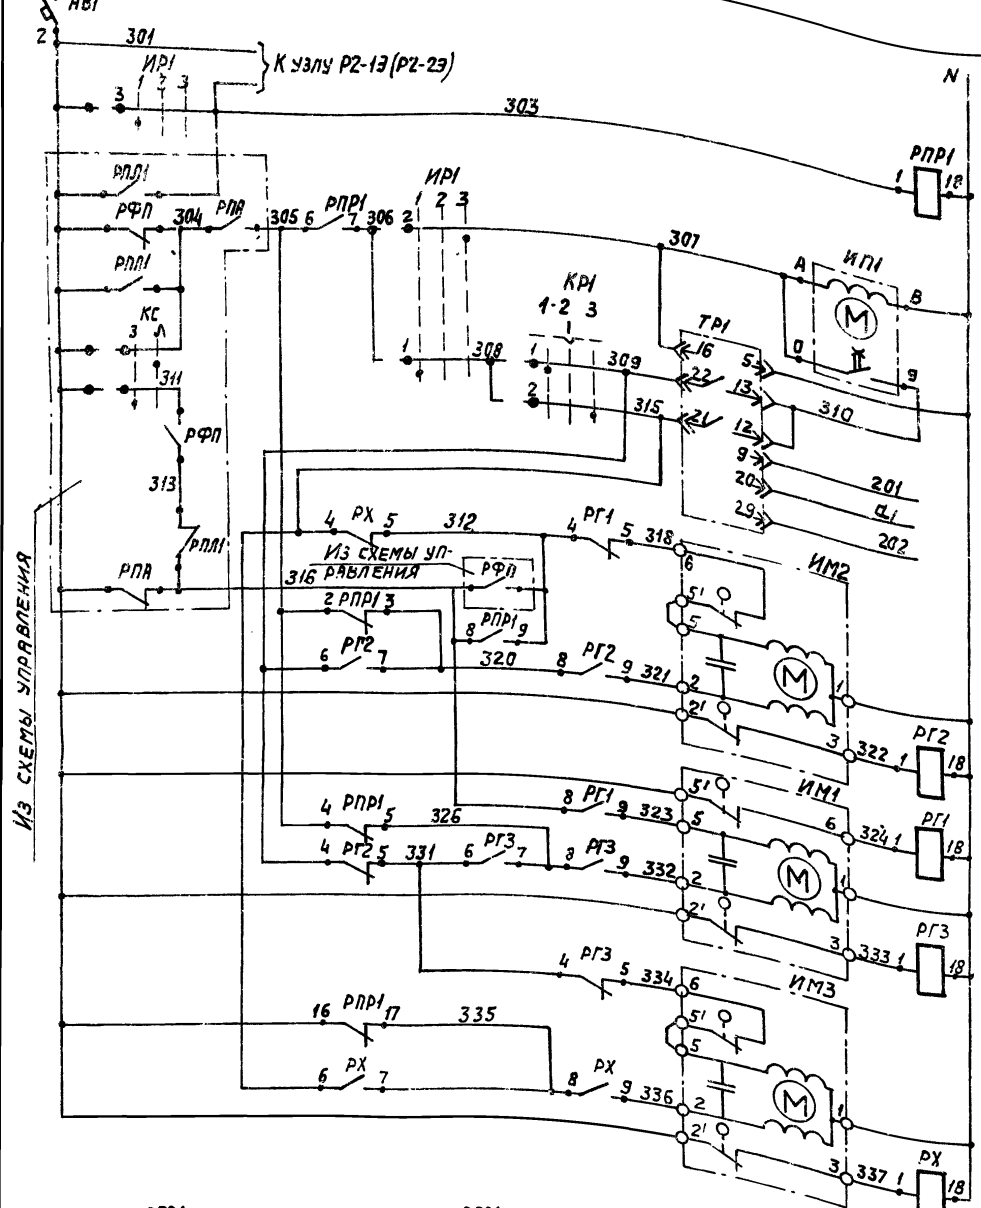 АВ1
2
301
К УЗЛУ Р2-1Э (Р2-2Э)
N
ИР1
1 2 3
3
303
РПР1
1 18
РПЛ1
РФП 304 РПА 305 6 РПР1 7 306 2
ИР1
1 2 3
307
РПЛ1
А ИП1 В
М
КР1
1-2 3
ТР1
КС
3 Л
1 308 1 309 16 5
22 13
311
2 315 21 12 310
РФП
9 201
313
20 01
29 202
РПЛ1
4 РХ 5 312 4 РГ1 5 318
ИЗ СХЕМЫ УП-
РАВЛЕНИЯ
РФП
6 ИМ2
РПА
316
5'
2 РПР1 3
8 РПР1 9
5
6 РГ2 7 320 8 РГ2 9 321 2 М 1
2'
3 322 1 РГ2 18
ИЗ СХЕМЫ УПРАВЛЕНИЯ
ИМ1
5'
4 РПР1 5 326 8 РГ1 9 323 5 6 324 1 РГ1 18
4 РГ2 5 331 6 РГ3 7 8 РГ3 9 332 2 М 1
2'
3 333 1 РГ3 18
4 РГ3 5 334 6 ИМ3
16 РПР1 17 335
5'
5
6 РХ 7 8 РХ 9 336 2 М 1
2'
3 337 1 РХ 18